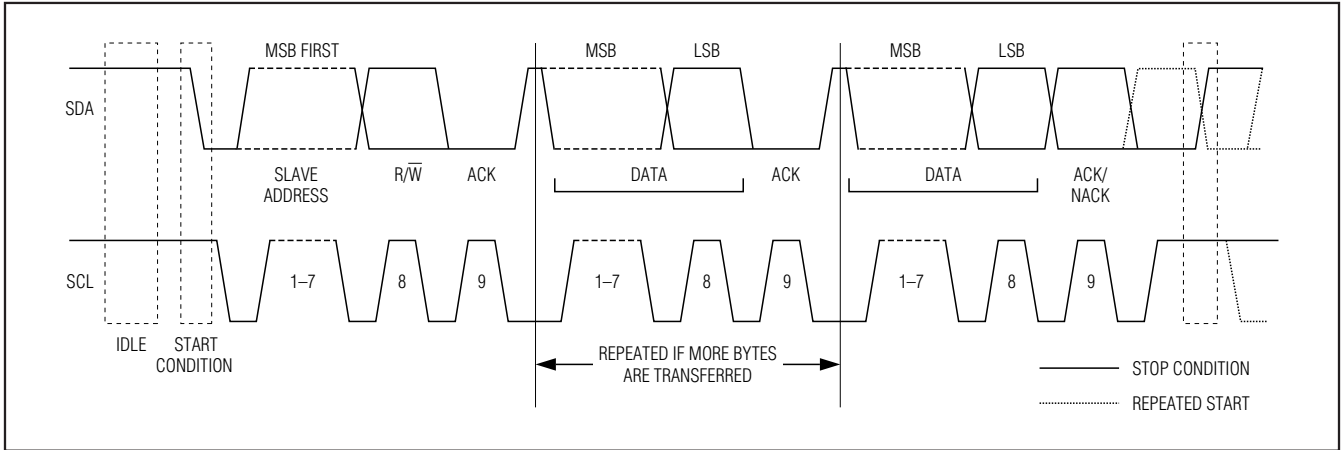 MSB FIRST
MSB
LSB
MSB
LSB
SDA
SLAVE
ADDRESS
R/W̅
ACK
DATA
ACK
DATA
ACK/
NACK
SCL
1–7
8
9
1–7
8
9
1–7
8
9
IDLE
START
CONDITION
REPEATED IF MORE BYTES
ARE TRANSFERRED
STOP CONDITION
REPEATED START